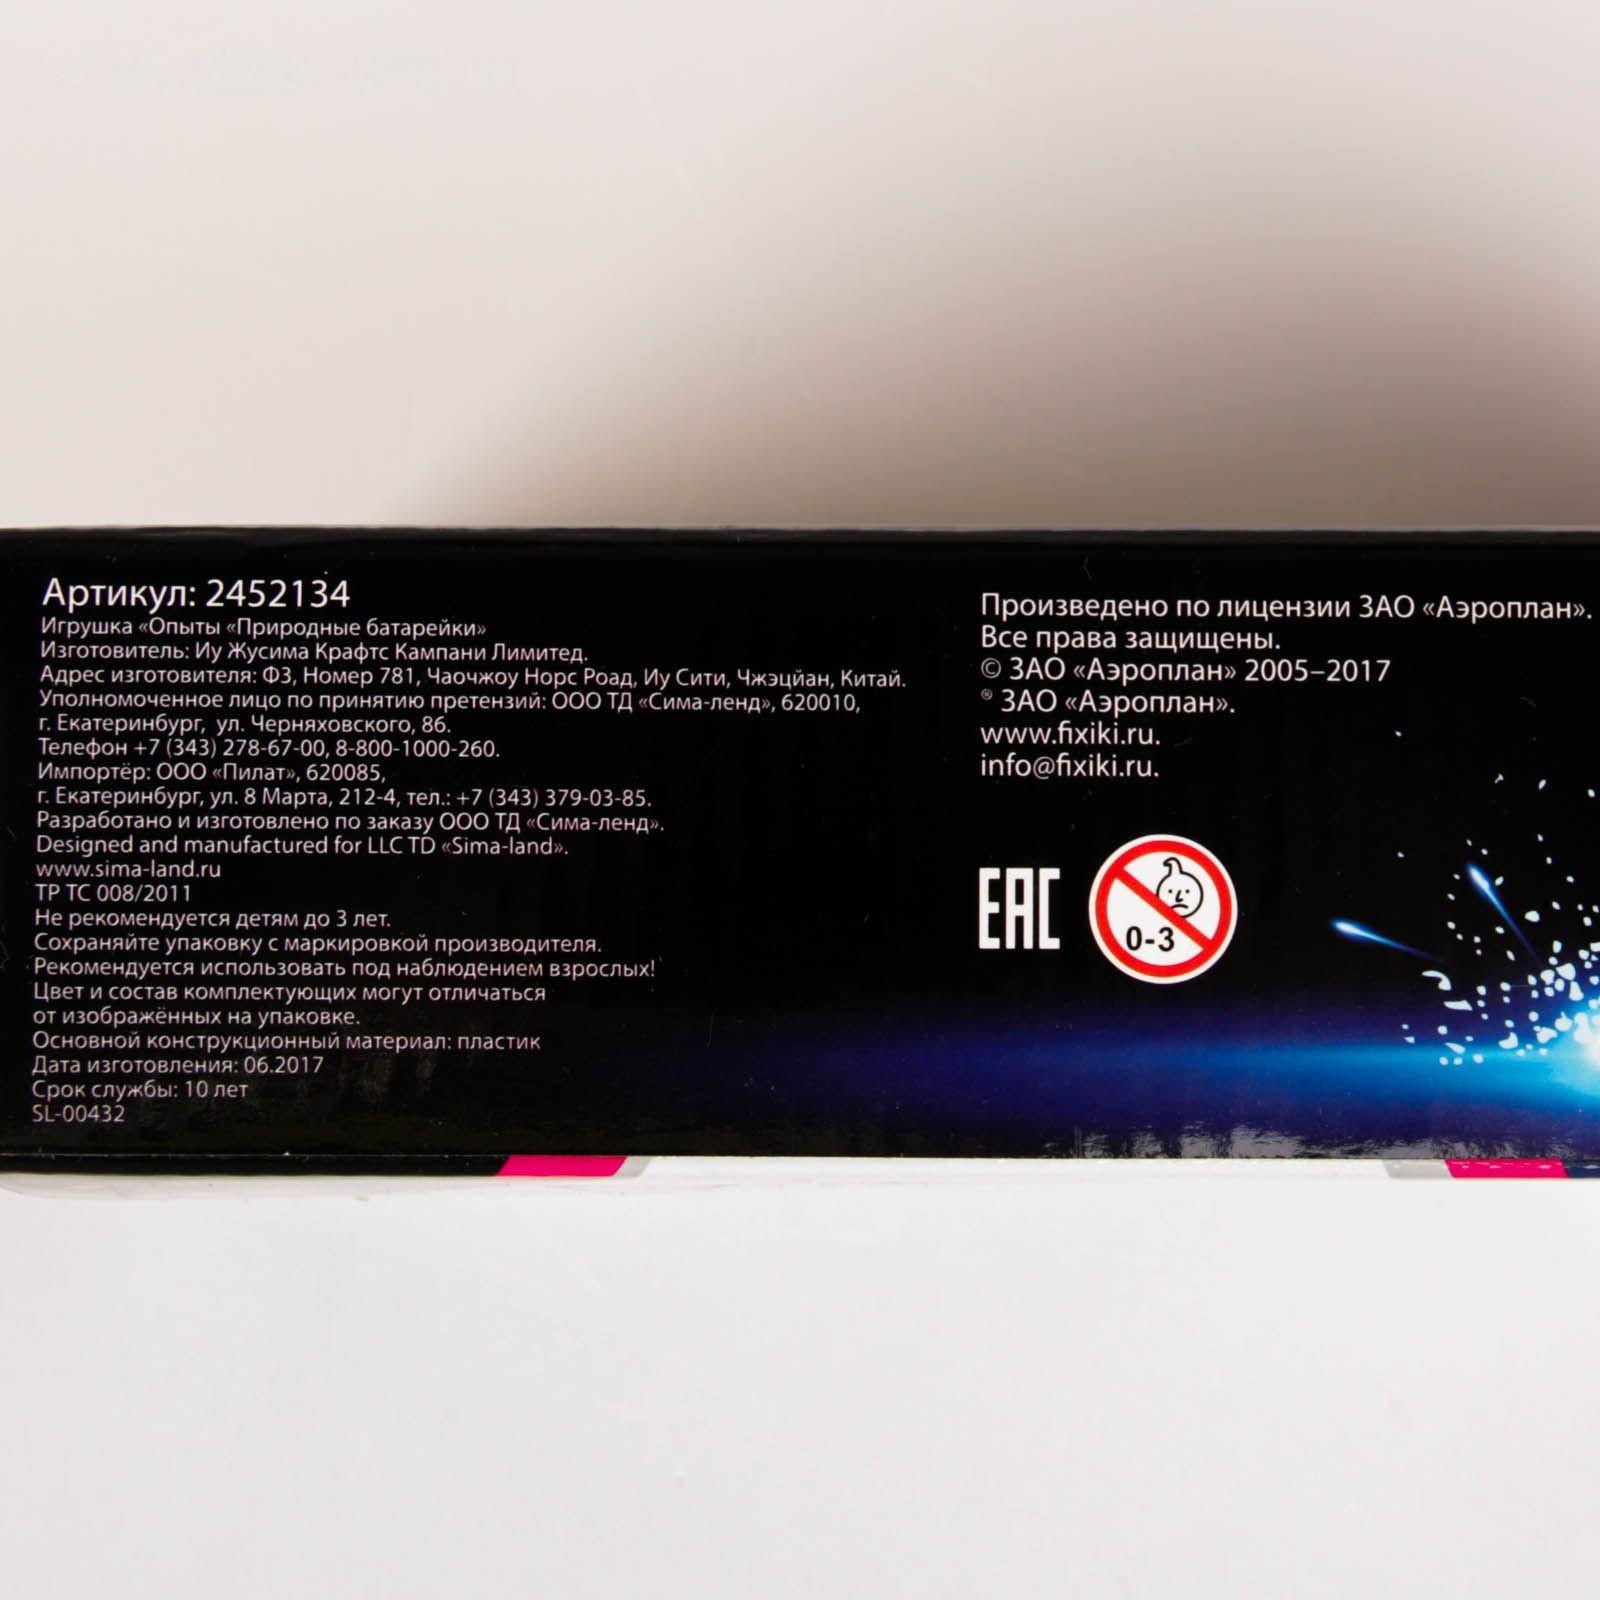 Артикул: 2452134
Игрушка «Опыты «Природные батарейки»
Изготовитель: Иу Жусима Крафтс Кампани Лимитед.
Адрес изготовителя: Ф3, Номер 781, Чаочжоу Норс Роад, Иу Сити, Чжэцйан, Китай.
Уполномоченное лицо по принятию претензий: ООО ТД «Сима-ленд», 620010,
г. Екатеринбург, ул. Черняховского, 86.
Телефон +7 (343) 278-67-00, 8-800-1000-260.
Импортёр: ООО «Пилат», 620085,
г. Екатеринбург, ул. 8 Марта, 212-4, тел.: +7 (343) 379-03-85.
Разработано и изготовлено по заказу ООО ТД «Сима-ленд».
Designed and manufactured for LLC TD «Sima-land».
www.sima-land.ru
ТР ТС 008/2011
Не рекомендуется детям до 3 лет.
Сохраняйте упаковку с маркировкой производителя.
Рекомендуется использовать под наблюдением взрослых!
Цвет и состав комплектующих могут отличаться
от изображённых на упаковке.
Основной конструкционный материал: пластик
Дата изготовления: 06.2017
Срок службы: 10 лет
SL-00432
Произведено по лицензии ЗАО «Аэроплан».
Все права защищены.
© ЗАО «Аэроплан» 2005–2017
® ЗАО «Аэроплан».
www.fixiki.ru.
info@fixiki.ru.
EAC
0-3